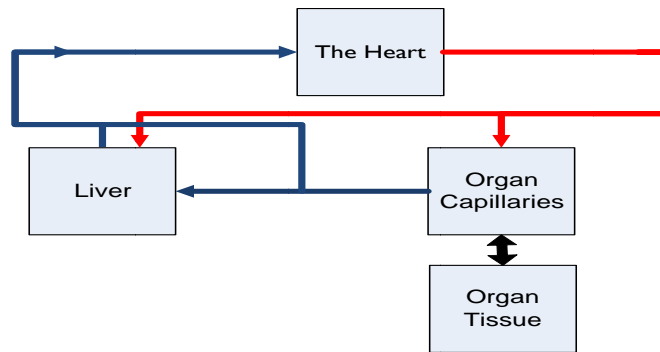 The Heart
Liver
Organ
Capillaries
Organ
Tissue